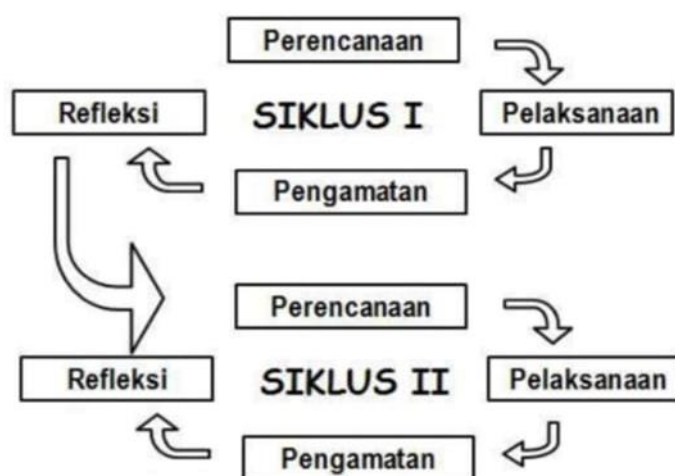 Perencanaan
Refleksi
SIKLUS I
Pelaksanaan
Pengamatan
Perencanaan
Refleksi
SIKLUS II
Pelaksanaan
Pengamatan